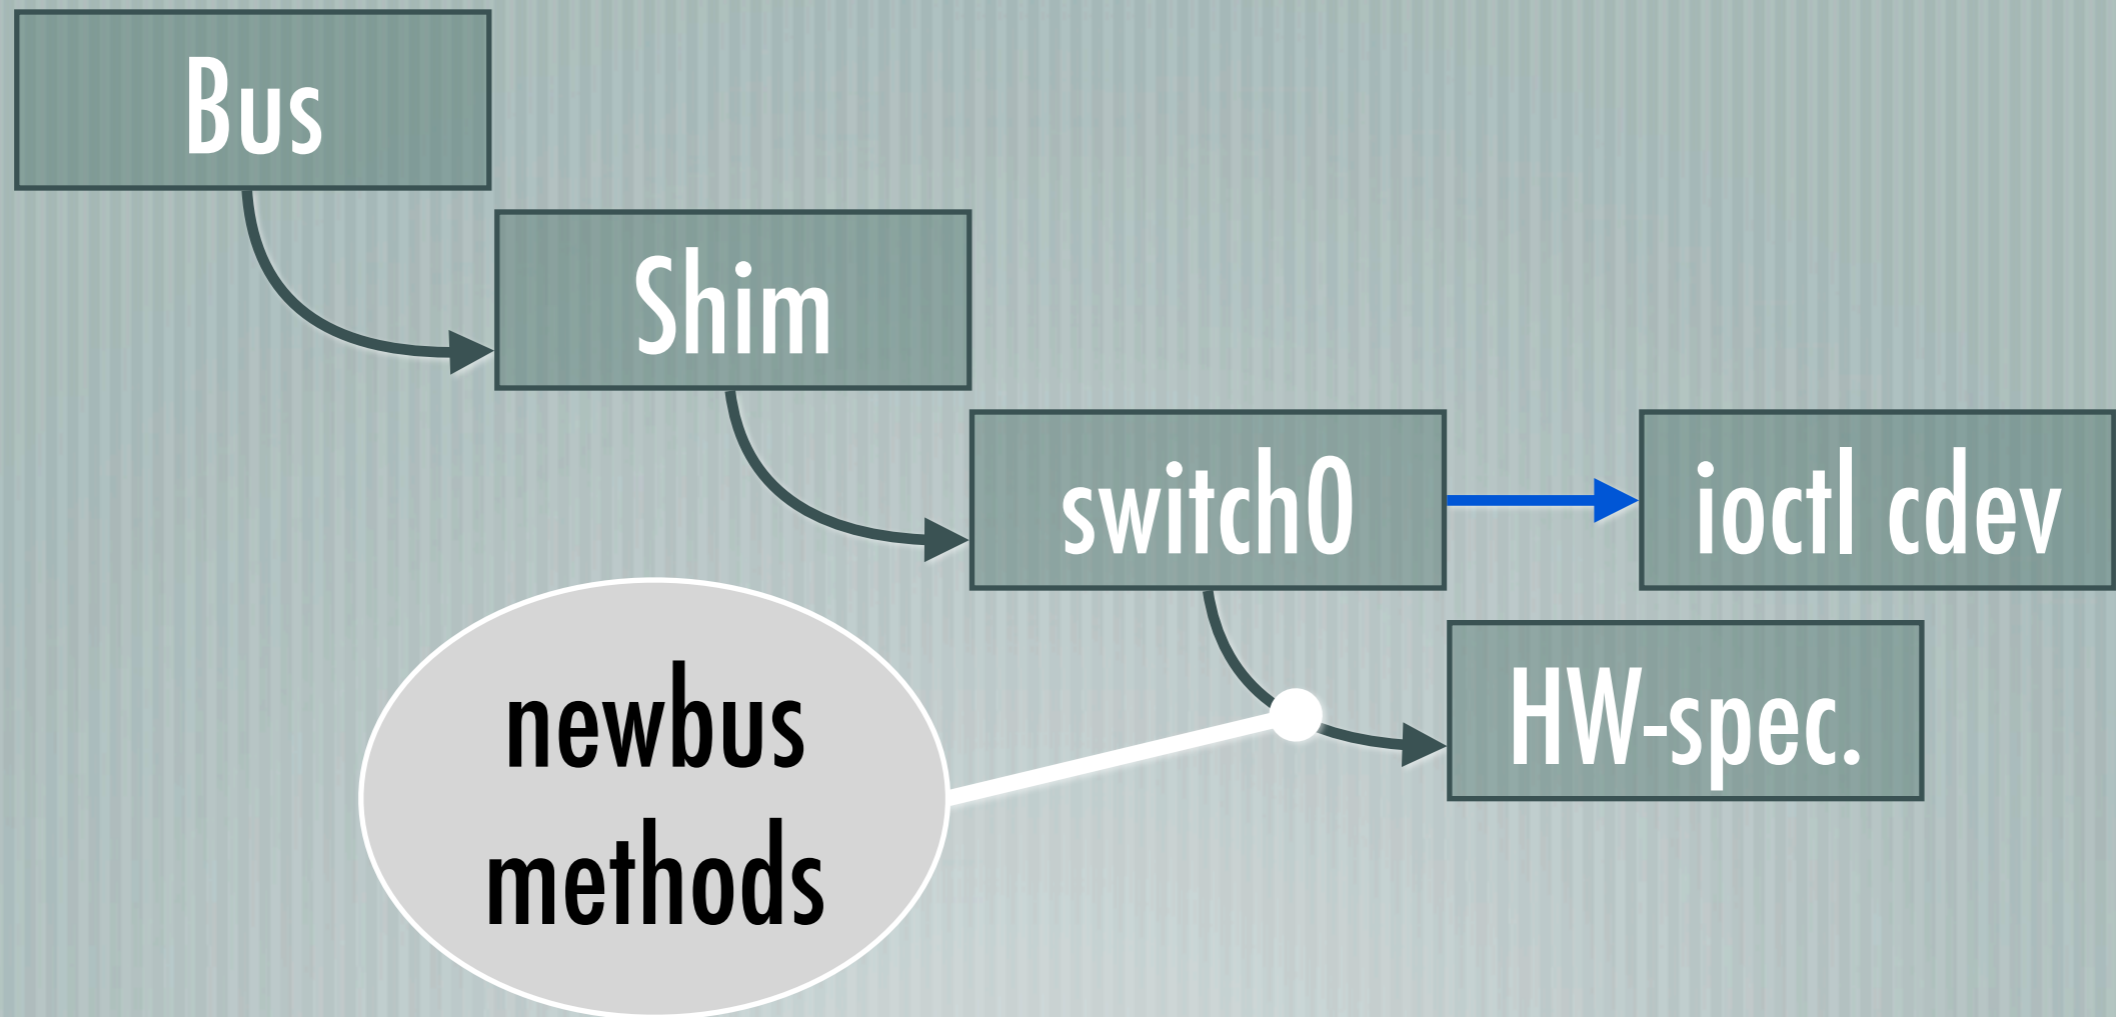 Bus
Shim
switch0
ioctl cdev
HW-spec.
newbus
methods